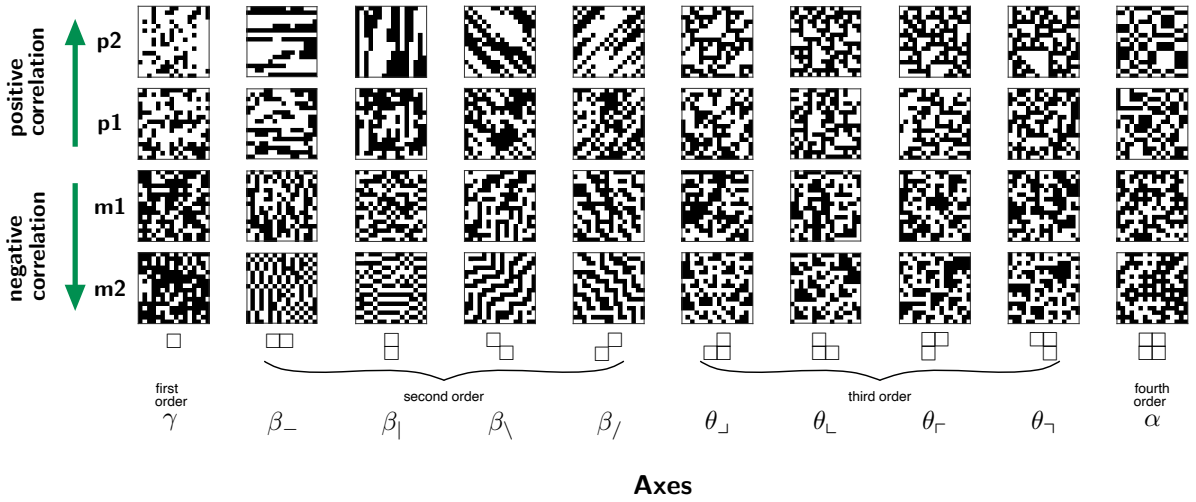 positive
correlation
negative
correlation
p2
p1
m1
m2
first
order
second order
third order
fourth
order
γ
β_
β|
β\
β/
θ⌟
θ⌞
θ⌜
θ⌝
α
Axes